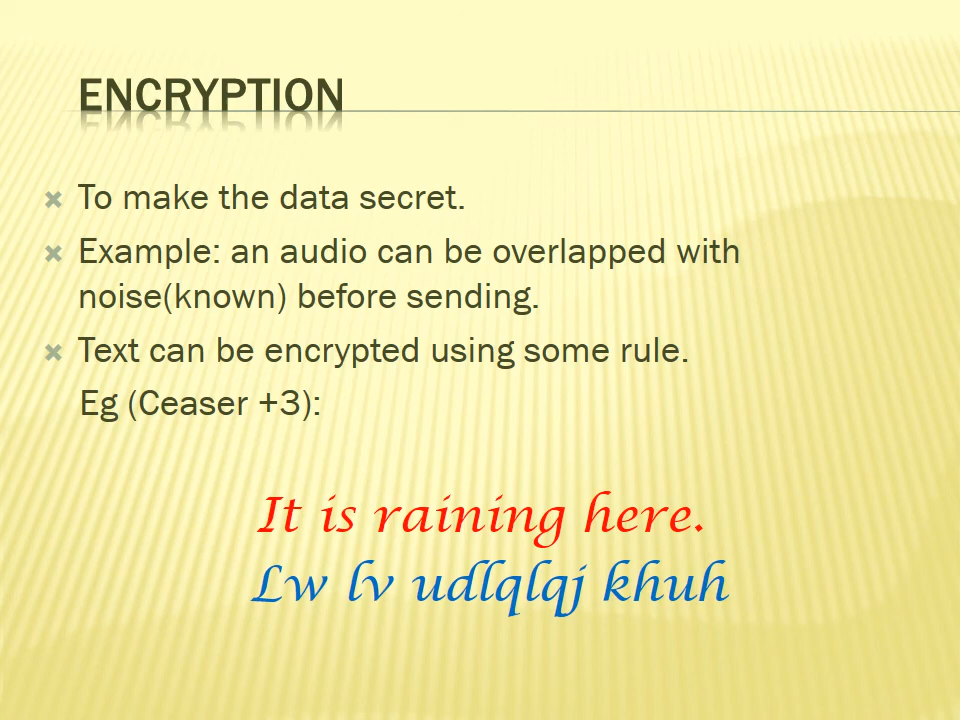 ENCRYPTION
To make the data secret.
Example: an audio can be overlapped with
noise(known) before sending.
Text can be encrypted using some rule.
Eg (Ceaser +3):
It is raining here.
Lw lv udlqlqj khuh